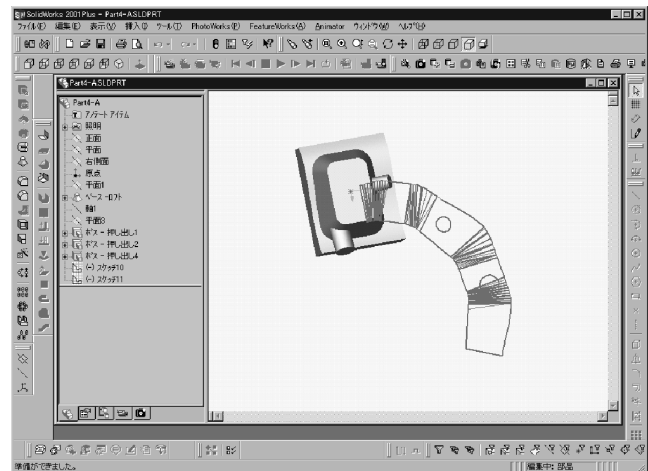 SolidWorks 2001Plus - Part4-A.SLDPRT
ファイル(F) 編集(E) 表示(V) 挿入(I) ツール(T) PhotoWorks(P) FeatureWorks(K) Animator ウィンドウ(W) ヘルプ(H)
Part4-A.SLDPRT
Part4-A
アノテート アイテム
照明
正面
平面
右側面
原点
平面1
ベース - ロフト
軸1
平面3
ボス - 押し出し1
ボス - 押し出し2
ボス - 押し出し4
(-) スケッチ10
(-) スケッチ11
準備ができました。
編集中: 部品